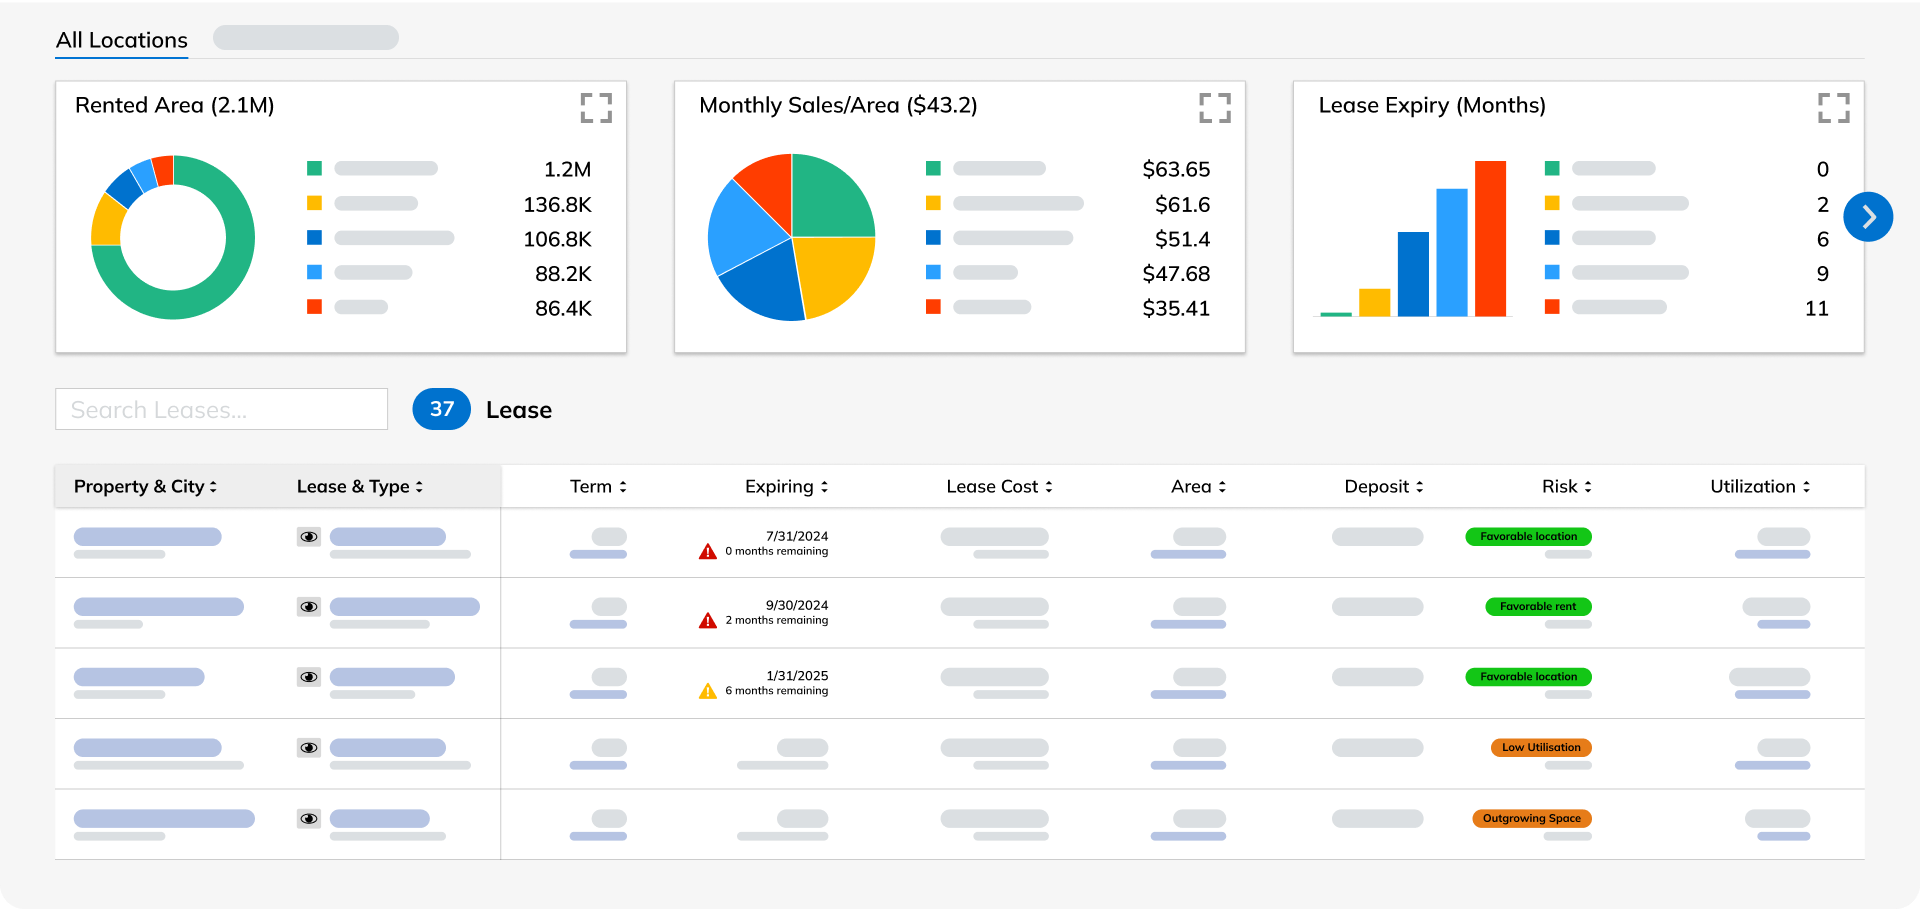 All Locations
Rented Area (2.1M)
1.2M
136.8K
106.8K
88.2K
86.4K
Monthly Sales/Area ($43.2)
$63.65
$61.6
$51.4
$47.68
$35.41
Lease Expiry (Months)
0
2
6
9
11
Search Leases...
37 Lease
Property & City Lease & Type Term Expiring Lease Cost Area Deposit Risk Utilization
7/31/2024 Favorable location
0 months remaining
9/30/2024 Favorable rent
2 months remaining
1/31/2025 Favorable location
6 months remaining
Low Utilisation
Outgrowing Space